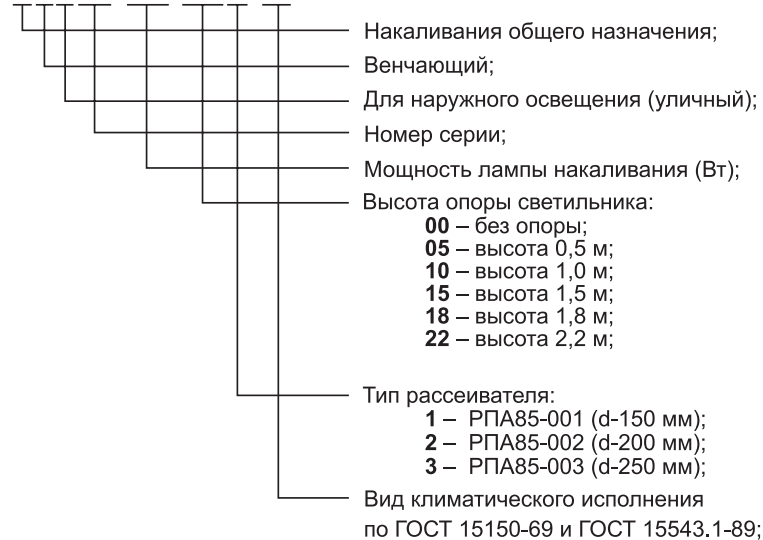 Накаливания общего назначения;
Венчающий;
Для наружного освещения (уличный);
Номер серии;
Мощность лампы накаливания (Вт);
Высота опоры светильника:
00 – без опоры;
05 – высота 0,5 м;
10 – высота 1,0 м;
15 – высота 1,5 м;
18 – высота 1,8 м;
22 – высота 2,2 м;
Тип рассеивателя:
1 – РПА85-001 (d-150 мм);
2 – РПА85-002 (d-200 мм);
3 – РПА85-003 (d-250 мм);
Вид климатического исполнения
по ГОСТ 15150-69 и ГОСТ 15543.1-89;